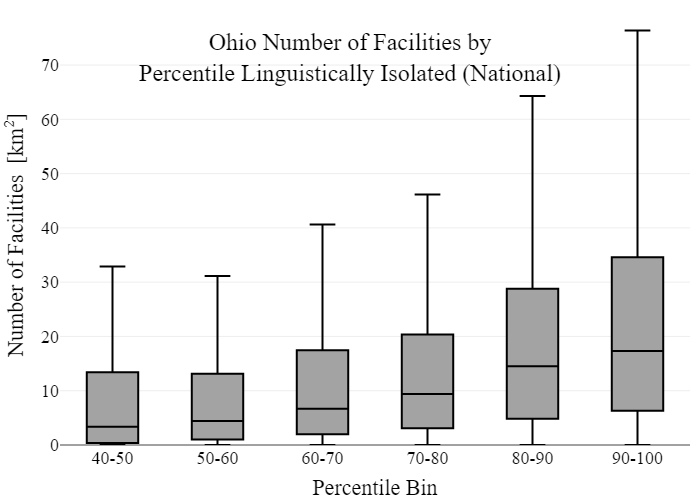 Ohio Number of Facilities by
Percentile Linguistically Isolated (National)
Number of Facilities [km²]
70
60
50
40
30
20
10
0
40-50 50-60 60-70 70-80 80-90 90-100
Percentile Bin